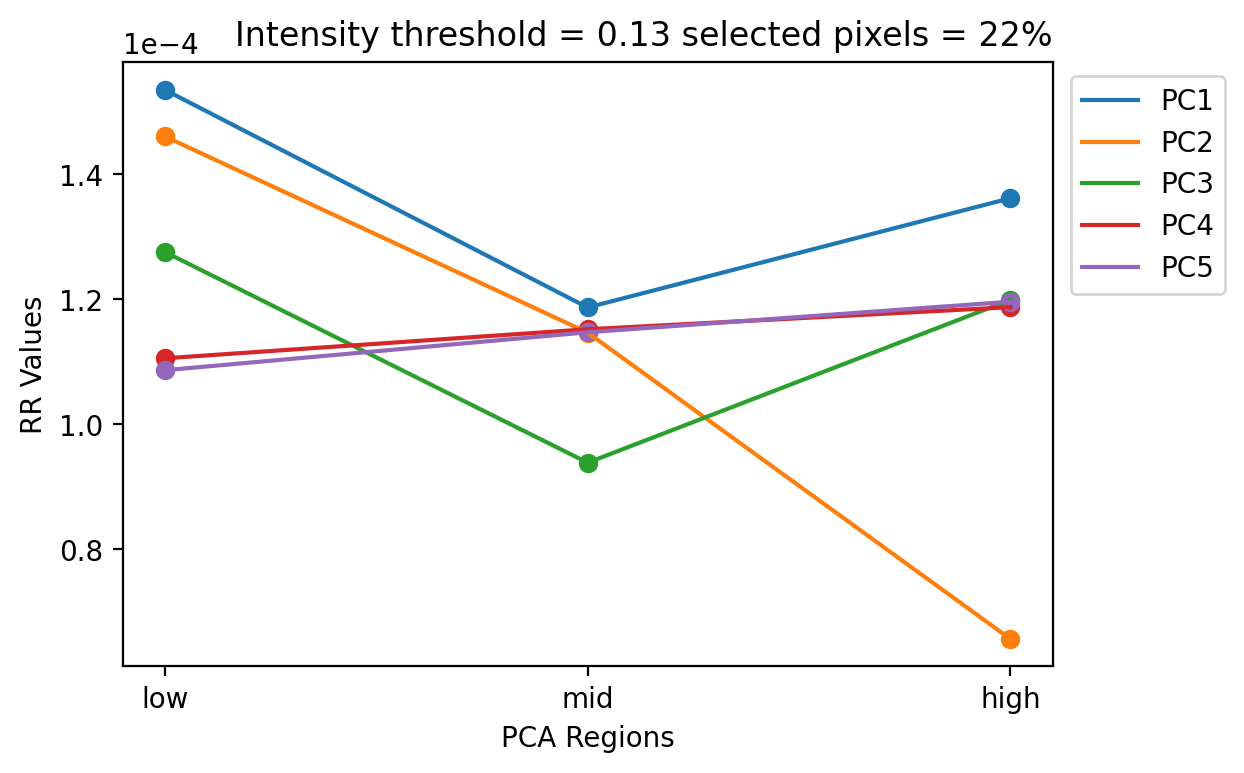 Intensity threshold = 0.13 selected pixels = 22%
1e−4
1.4
1.2
1.0
0.8
RR Values
low
mid
high
PCA Regions
PC1
PC2
PC3
PC4
PC5